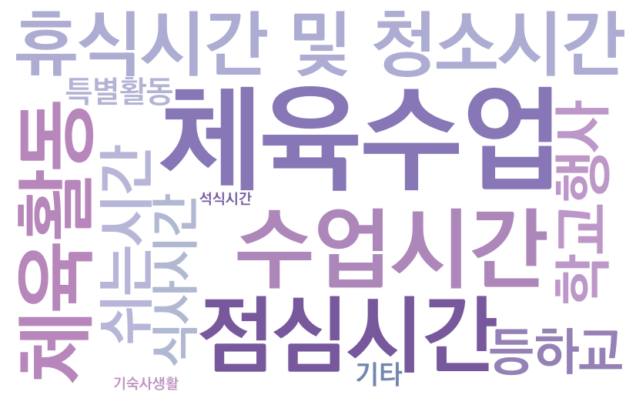 휴식시간 및 청소시간
특별활동
체육수업
체육활동
쉬는시간
식사시간
석식시간
학교행사
수업시간
점심시간
등하교
기타
기숙사생활